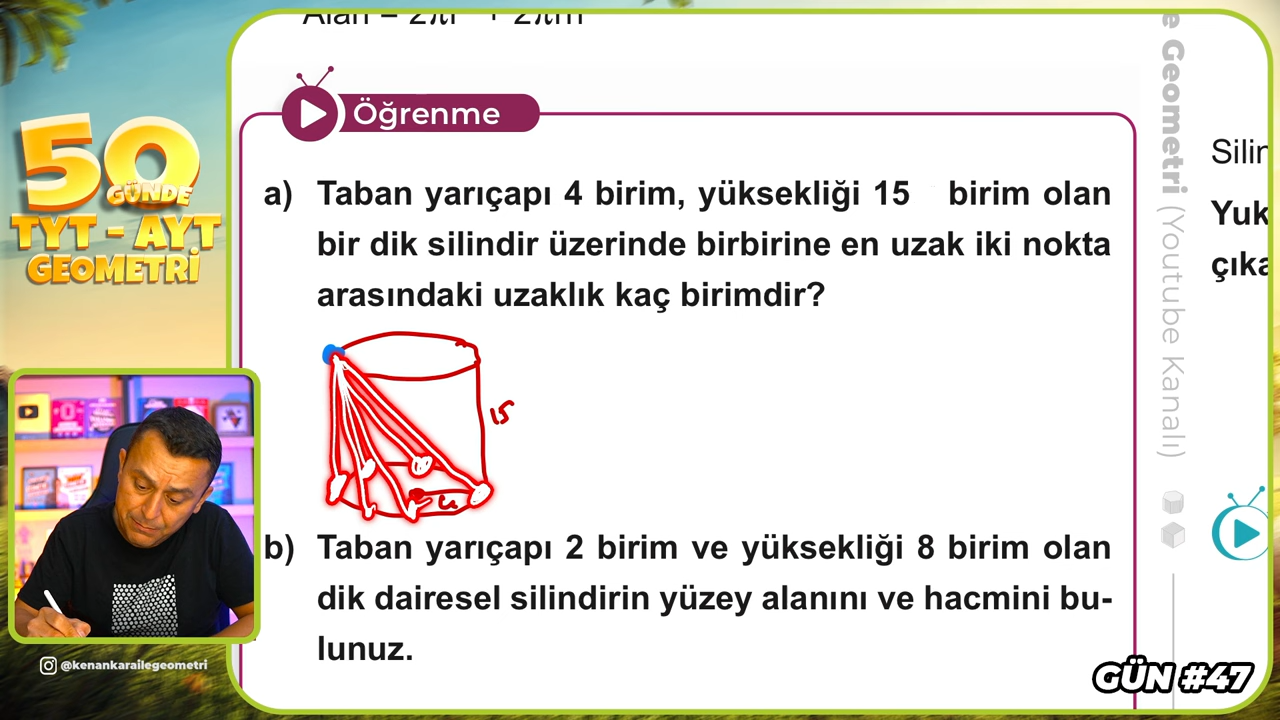 Öğrenme
a) Taban yarıçapı 4 birim, yüksekliği 15 birim olan
bir dik silindir üzerinde birbirine en uzak iki nokta
arasındaki uzaklık kaç birimdir?
15
b) Taban yarıçapı 2 birim ve yüksekliği 8 birim olan
dik dairesel silindirin yüzey alanını ve hacmini bu-
lunuz.
50
GÜNDE
TYT - AYT
GEOMETRİ
@kenankarailegeometri
e Geometri (Youtube Kanalı)
Silin
Yuk
çıka
GÜN #47